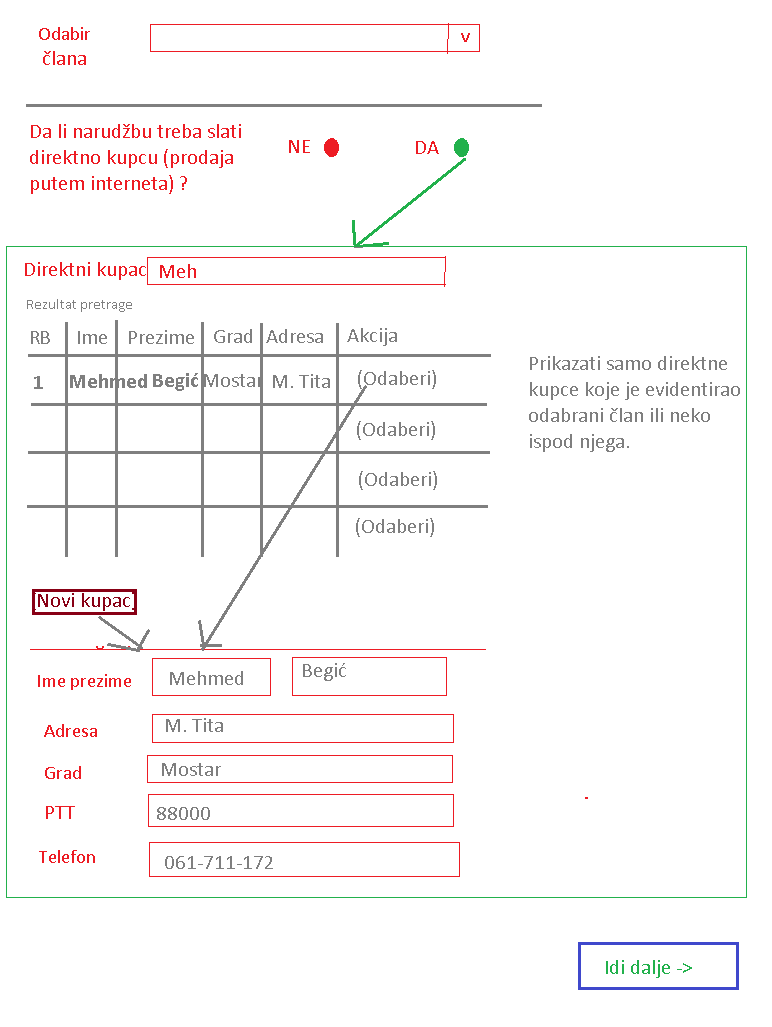 Odabir
člana
v
Da li narudžbu treba slati
direktno kupcu (prodaja
putem interneta) ?
NE
DA
Direktni kupac
Meh
Rezultat pretrage
RB Ime Prezime Grad Adresa Akcija
1 Mehmed Begić Mostar M. Tita (Odaberi)
(Odaberi)
(Odaberi)
(Odaberi)
Prikazati samo direktne
kupce koje je evidentirao
odabrani član ili neko
ispod njega.
Novi kupac
Ime prezime Mehmed Begić
Adresa M. Tita
Grad Mostar
PTT 88000
Telefon 061-711-172
Idi dalje ->